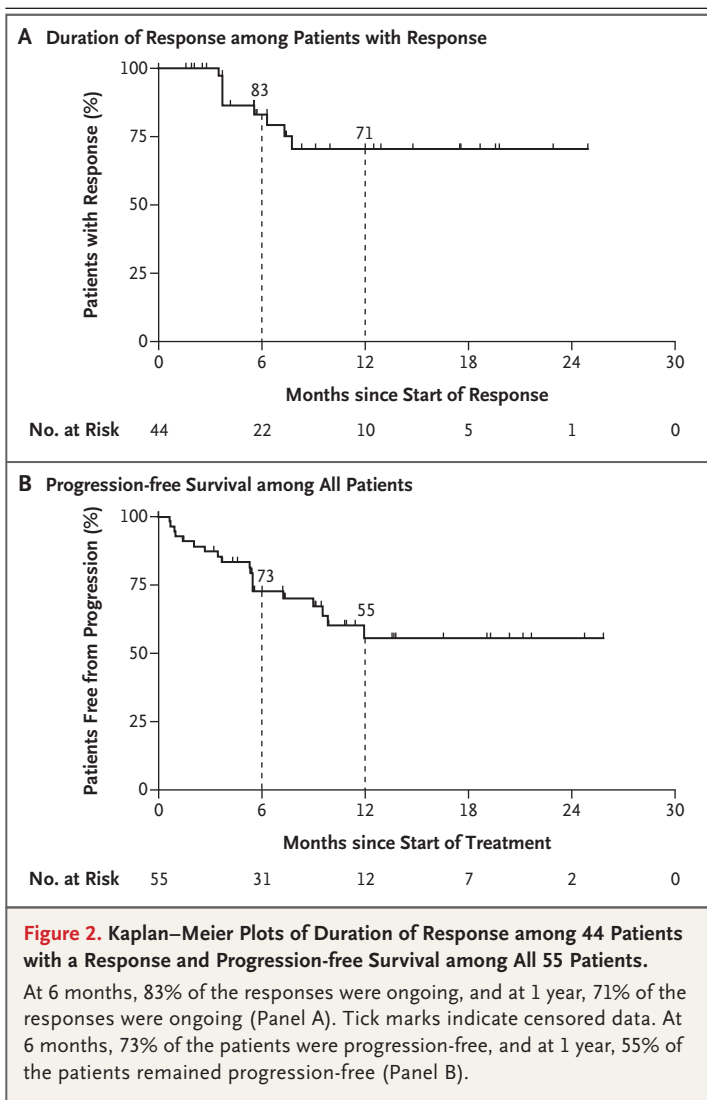 A Duration of Response among Patients with Response
Patients with Response (%)
100
75
50
25
0
83
71
0 6 12 18 24 30
Months since Start of Response
No. at Risk 44 22 10 5 1 0
B Progression-free Survival among All Patients
Patients Free from Progression (%)
100
75
50
25
0
73
55
0 6 12 18 24 30
Months since Start of Treatment
No. at Risk 55 31 12 7 2 0
Figure 2. Kaplan–Meier Plots of Duration of Response among 44 Patients
with a Response and Progression-free Survival among All 55 Patients.
At 6 months, 83% of the responses were ongoing, and at 1 year, 71% of the
responses were ongoing (Panel A). Tick marks indicate censored data. At
6 months, 73% of the patients were progression-free, and at 1 year, 55% of
the patients remained progression-free (Panel B).